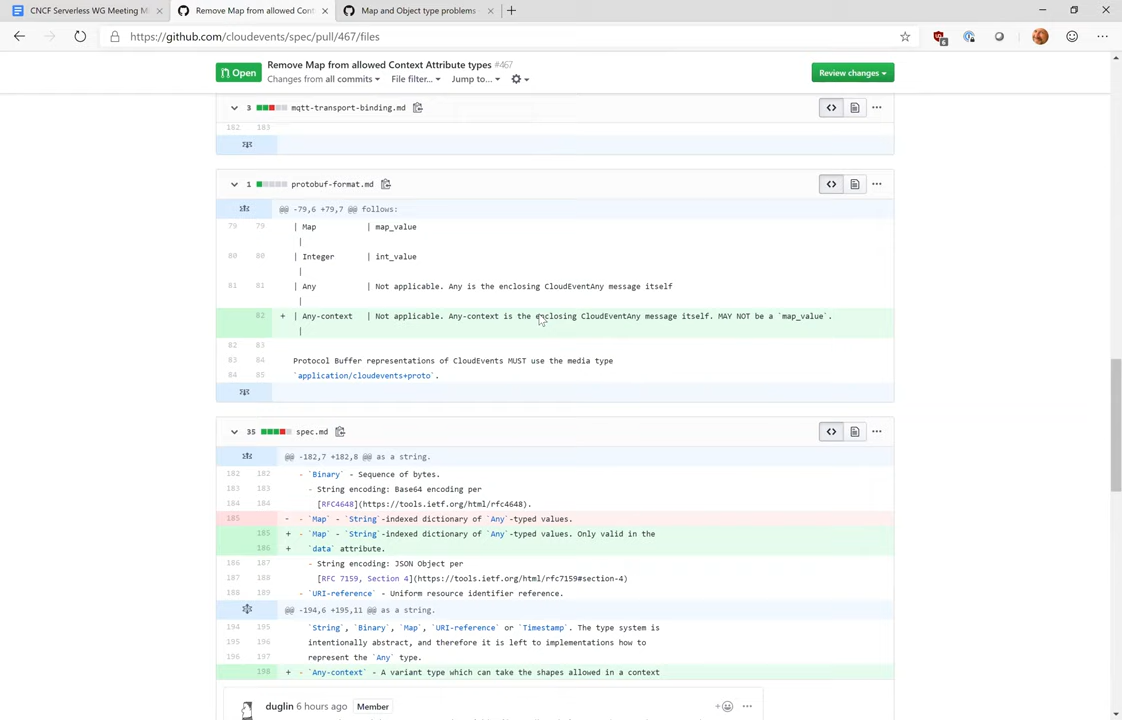 CNCF Serverless WG Meeting M
Remove Map from allowed Cont
Map and Object type problems
https://github.com/cloudevents/spec/pull/467/files
6
Open
Remove Map from allowed Context Attribute types #467
Changes from all commits
File filter...
Jump to...
Review changes
3 mqtt-transport-binding.md
182 183
1 protobuf-format.md
@@ -79,6 +79,7 @@ follows:
79 79 | Map | map_value
|
80 80 | Integer | int_value
|
81 81 | Any | Not applicable. Any is the enclosing CloudEventAny message itself
|
82 + | Any-context | Not applicable. Any-context is the enclosing CloudEventAny message itself. MAY NOT be a `map_value`.
|
82 83
83 84 Protocol Buffer representations of CloudEvents MUST use the media type
84 85 `application/cloudevents+proto`.
35 spec.md
@@ -182,7 +182,8 @@ as a string.
182 182 - `Binary` - Sequence of bytes.
183 183 - String encoding: Base64 encoding per
184 184 [RFC4648](https://tools.ietf.org/html/rfc4648).
185 - - `Map` - `String`-indexed dictionary of `Any`-typed values.
185 + - `Map` - `String`-indexed dictionary of `Any`-typed values. Only valid in the
186 + `data` attribute.
186 187 - String encoding: JSON Object per
187 188 [RFC 7159, Section 4](https://tools.ietf.org/html/rfc7159#section-4)
188 189 - `URI-reference` - Uniform resource identifier reference.
@@ -194,6 +195,11 @@ as a string.
194 195 `String`, `Binary`, `Map`, `URI-reference` or `Timestamp`. The type system is
195 196 intentionally abstract, and therefore it is left to implementations how to
196 197 represent the `Any` type.
198 + - `Any-context` - A variant type which can take the shapes allowed in a context
duglin 6 hours ago Member